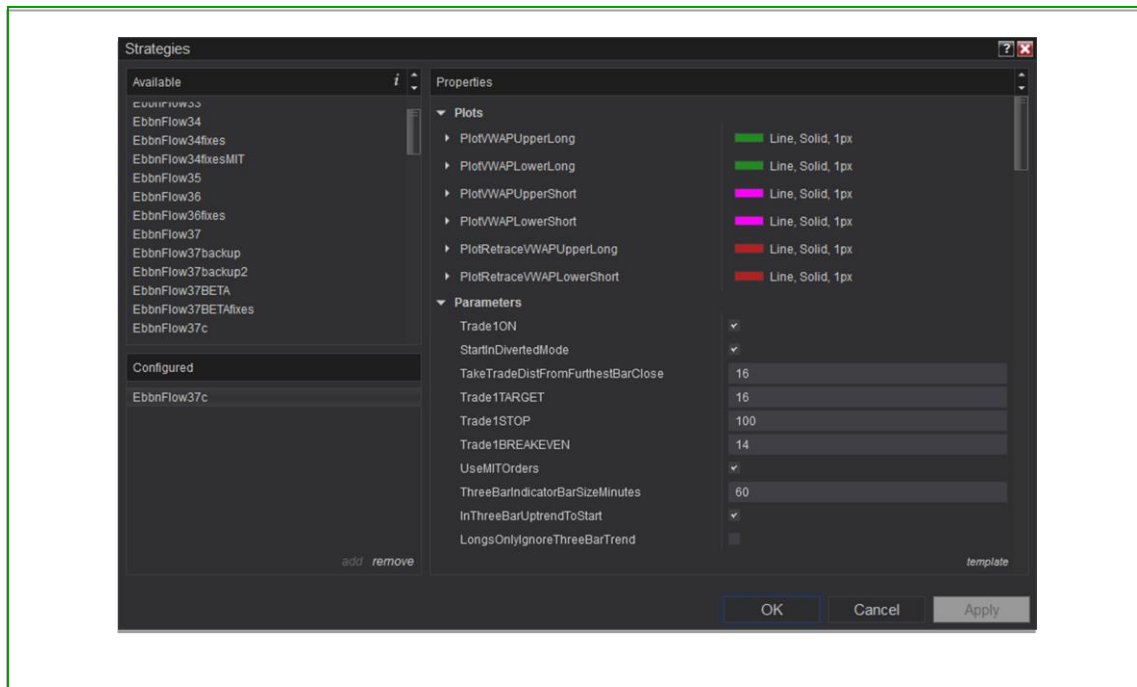 Strategies
?
Available
i
Properties
EbbnFlow33
EbbnFlow34
EbbnFlow34fixes
EbbnFlow34fixesMIT
EbbnFlow35
EbbnFlow36
EbbnFlow36fixes
EbbnFlow37
EbbnFlow37backup
EbbnFlow37backup2
EbbnFlow37BETA
EbbnFlow37BETAfixes
EbbnFlow37c
Configured
EbbnFlow37c
add remove
Plots
PlotVWAPUpperLong Line, Solid, 1px
PlotVWAPLowerLong Line, Solid, 1px
PlotVWAPUpperShort Line, Solid, 1px
PlotVWAPLowerShort Line, Solid, 1px
PlotRetraceVWAPUpperLong Line, Solid, 1px
PlotRetraceVWAPLowerShort Line, Solid, 1px
Parameters
Trade1ON
StartInDivertedMode
TakeTradeDistFromFurthestBarClose 16
Trade1TARGET 16
Trade1STOP 100
Trade1BREAKEVEN 14
UseMITOrders
ThreeBarIndicatorBarSizeMinutes 60
InThreeBarUptrendToStart
LongsOnlyIgnoreThreeBarTrend
template
OK Cancel Apply